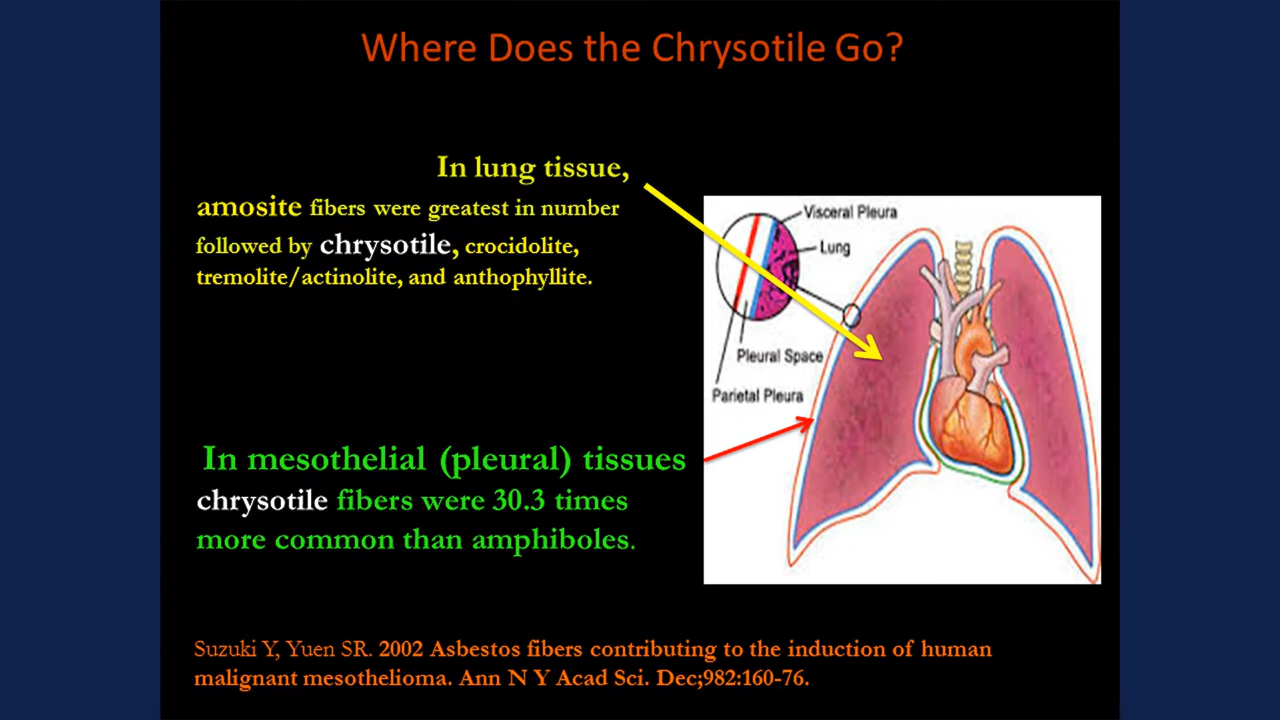 Where Does the Chrysotile Go?
In lung tissue,
amosite fibers were greatest in number
followed by chrysotile, crocidolite,
tremolite/actinolite, and anthophyllite.
Visceral Pleura
Lung
Pleural Space
Parietal Pleura
In mesothelial (pleural) tissues
chrysotile fibers were 30.3 times
more common than amphiboles.
Suzuki Y, Yuen SR. 2002 Asbestos fibers contributing to the induction of human
malignant mesothelioma. Ann N Y Acad Sci. Dec;982:160-76.